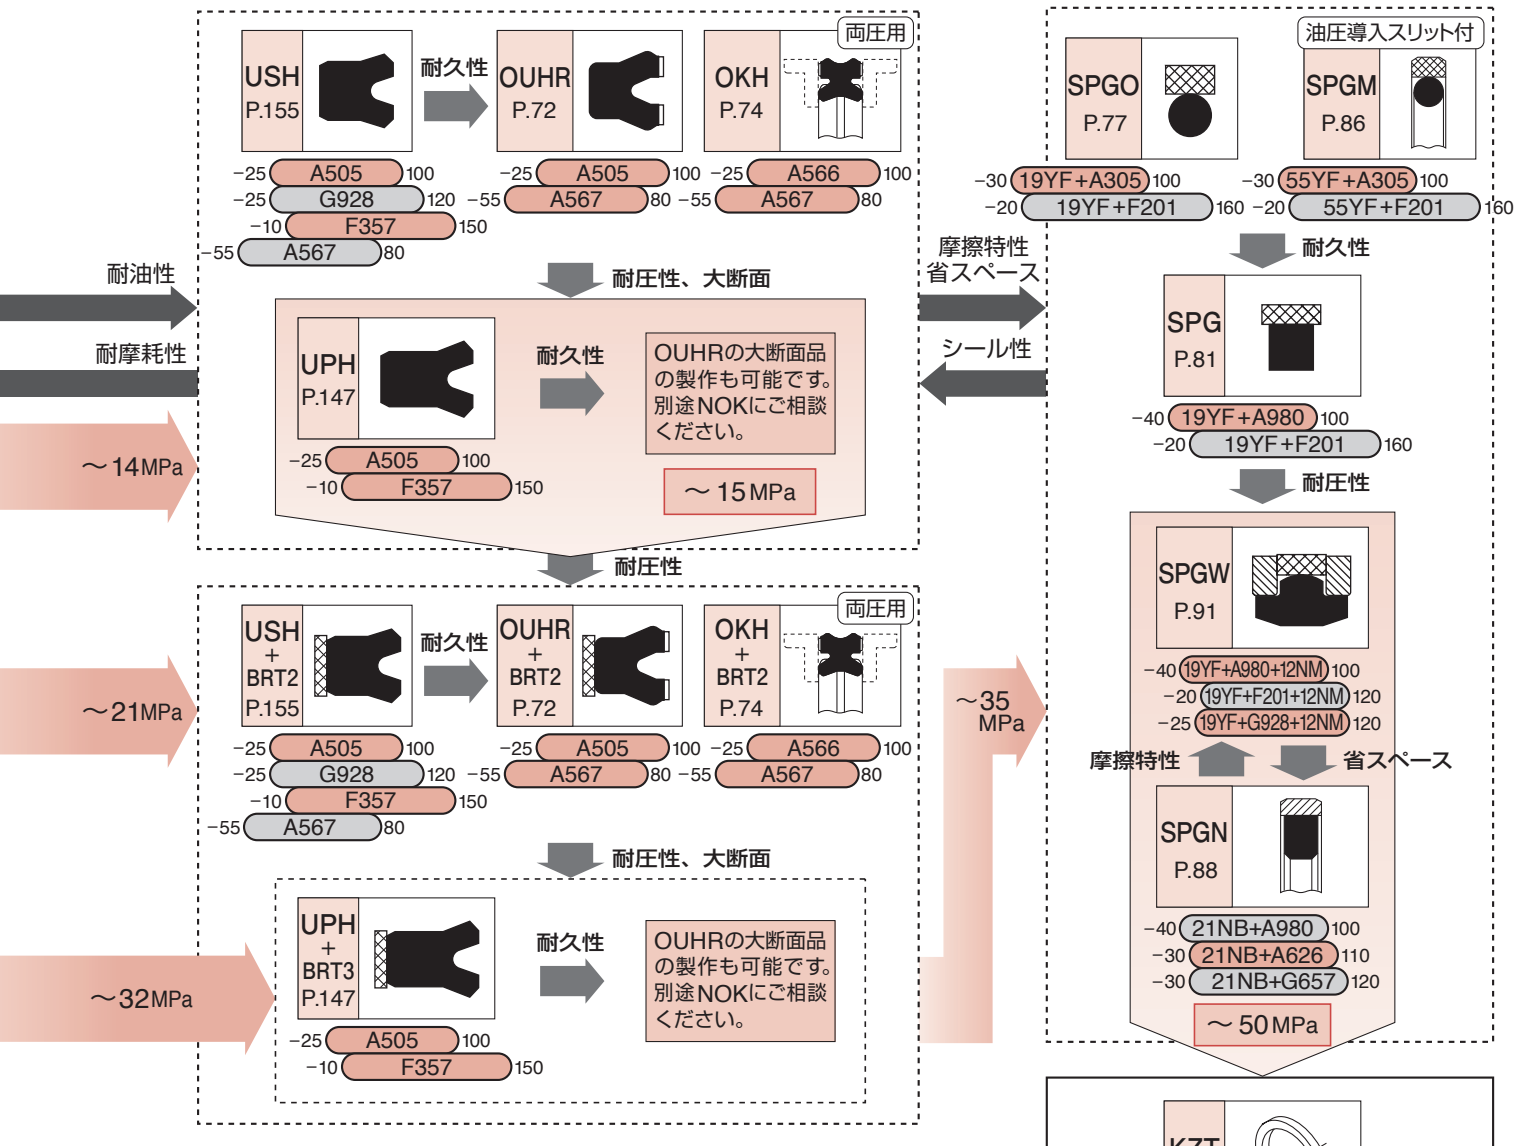 両圧用
USH
P.155
耐久性
OUHR
P.72
OKH
P.74
−25 A505 100
−25 G928 120
−10 F357 150
−55 A567 80
−25 A505 100
−55 A567 80
−25 A566 100
−55 A567 80
耐油性
耐摩耗性
～14MPa
耐圧性、大断面
UPH
P.147
耐久性
OUHRの大断面品
の製作も可能です。
別途NOKにご相談
ください。
−25 A505 100
−10 F357 150
～15MPa
耐圧性
摩擦特性
省スペース
シール性
両圧用
USH
+
BRT2
P.155
耐久性
OUHR
+
BRT2
P.72
OKH
+
BRT2
P.74
～21MPa
−25 A505 100
−25 G928 120
−10 F357 150
−55 A567 80
−25 A505 100
−55 A567 80
−25 A566 100
−55 A567 80
耐圧性、大断面
UPH
+
BRT3
P.147
耐久性
OUHRの大断面品
の製作も可能です。
別途NOKにご相談
ください。
～32MPa
−25 A505 100
−10 F357 150
～35
MPa
油圧導入スリット付
SPGO
P.77
SPGM
P.86
−30 19YF+A305 100
−20 19YF+F201 160
−30 55YF+A305 100
−20 55YF+F201 160
耐久性
SPG
P.81
−40 19YF+A980 100
−20 19YF+F201 160
耐圧性
SPGW
P.91
−40 19YF+A980+12NM 100
−20 19YF+F201+12NM 120
−25 19YF+G928+12NM 120
摩擦特性
省スペース
SPGN
P.88
−40 21NB+A980 100
−30 21NB+A626 110
−30 21NB+G657 120
～50MPa